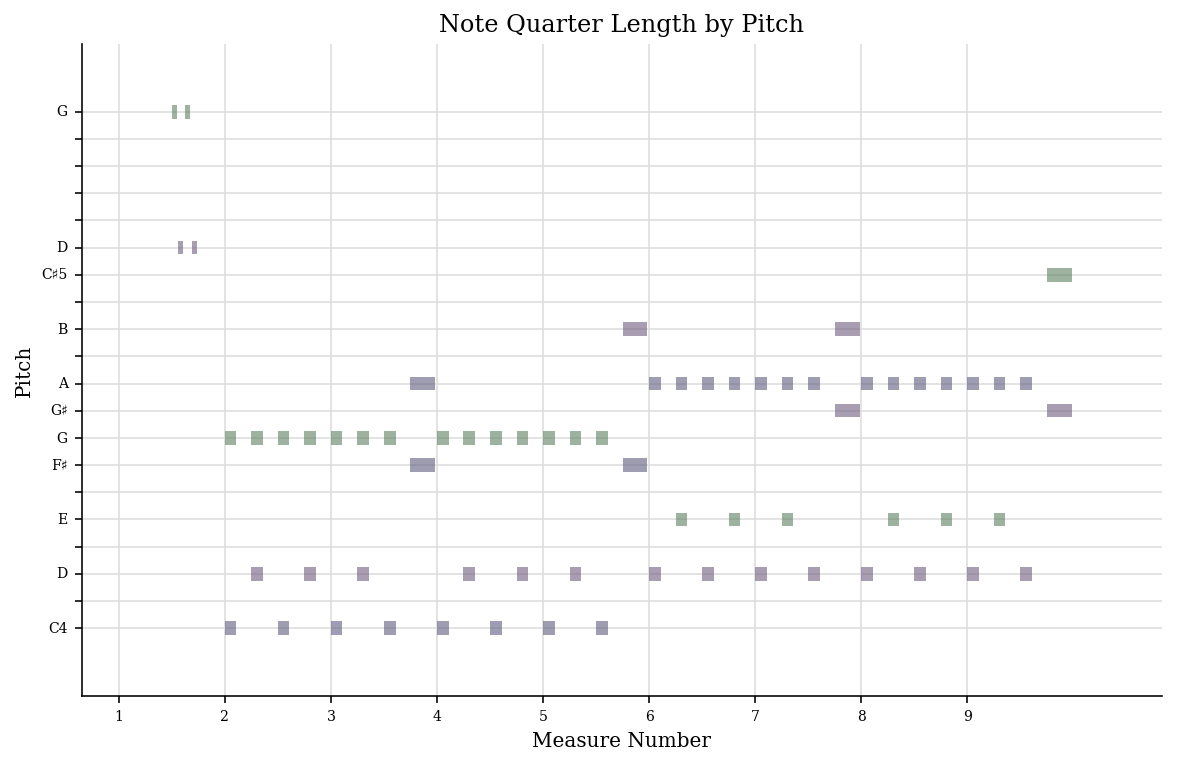 Note Quarter Length by Pitch
G
D
C♯5
B
A
G♯
G
F♯
E
D
C4
Pitch
1 2 3 4 5 6 7 8 9
Measure Number